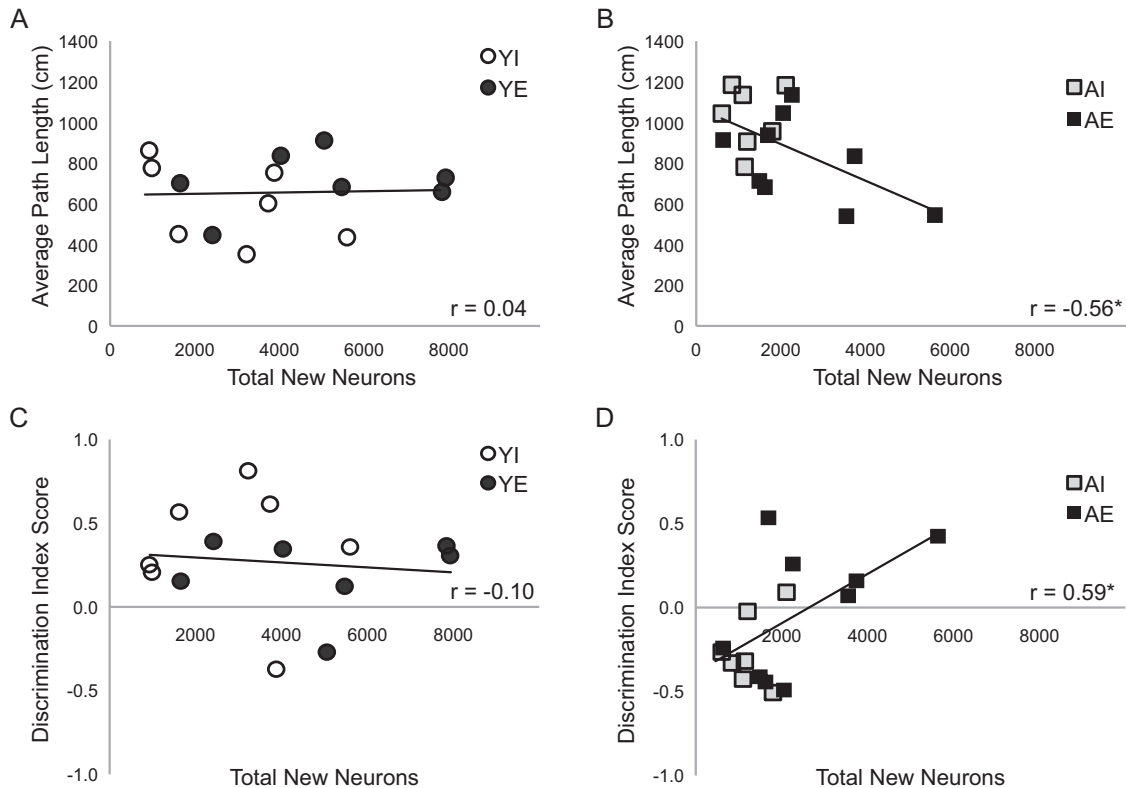 A
Average Path Length (cm)
1400
1200
1000
800
600
400
200
0
0 2000 4000 6000 8000
Total New Neurons
YI
YE
r = 0.04
B
Average Path Length (cm)
1400
1200
1000
800
600
400
200
0
0 2000 4000 6000 8000
Total New Neurons
AI
AE
r = -0.56*
C
Discrimination Index Score
1.0
0.5
0.0
-0.5
-1.0
2000 4000 6000 8000
Total New Neurons
YI
YE
r = -0.10
D
Discrimination Index Score
1.0
0.5
0.0
-0.5
-1.0
2000 4000 6000 8000
Total New Neurons
AI
AE
r = 0.59*